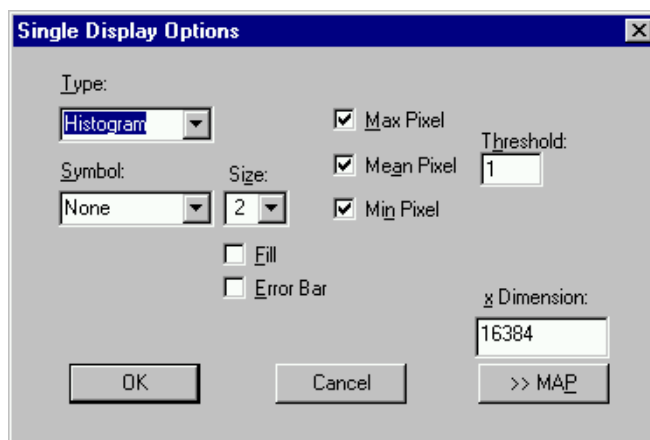 Single Display Options
Type:
Histogram
Symbol:
None
Size:
2
Fill
Error Bar
Max Pixel
Mean Pixel
Min Pixel
Threshold:
1
x Dimension:
16384
OK
Cancel
>> MAP